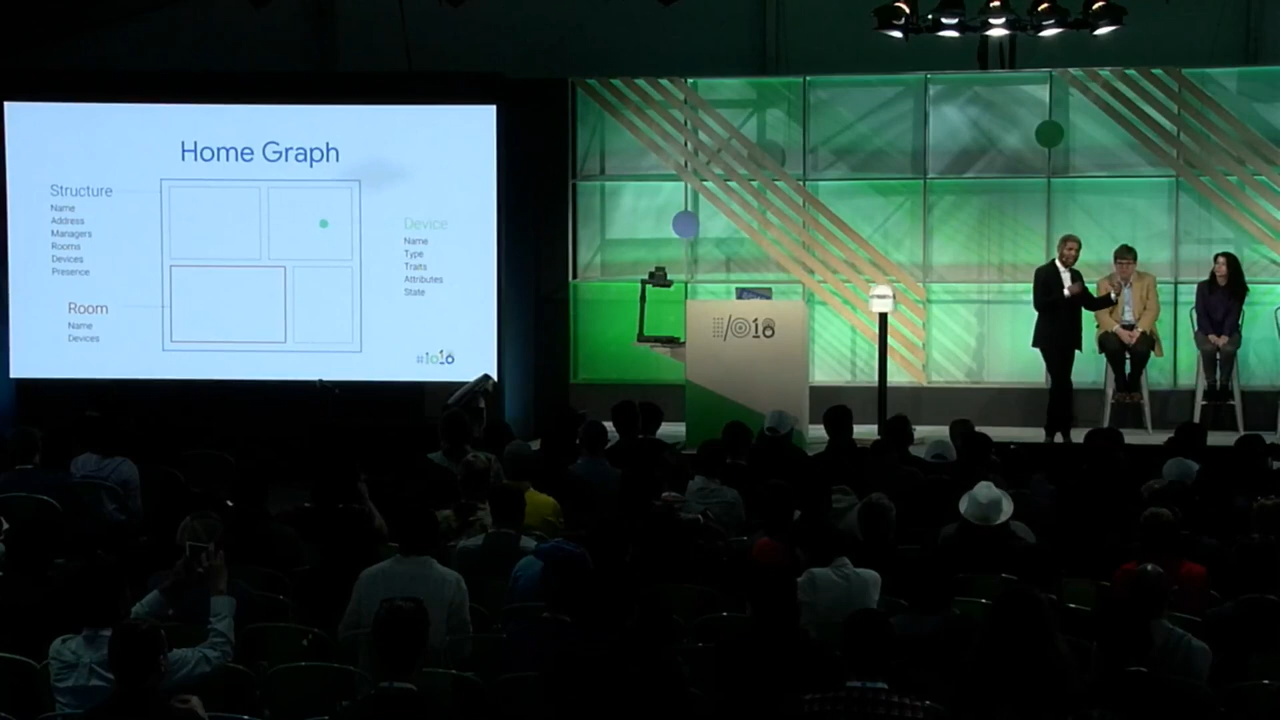 Home Graph
Structure
Name
Address
Managers
Rooms
Devices
Presence
Room
Name
Devices
Device
Name
Type
Traits
Attributes
State
#io18
I/O18